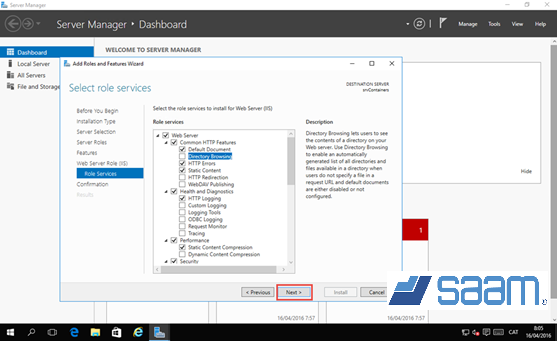 Server Manager
Server Manager • Dashboard
Manage
Tools
View
Help
Dashboard
Local Server
All Servers
File and Storage
WELCOME TO SERVER MANAGER
Add Roles and Features Wizard
Select role services
DESTINATION SERVER
srvContainers
Before You Begin
Installation Type
Server Selection
Server Roles
Features
Web Server Role (IIS)
Role Services
Confirmation
Results
Select the role services to install for Web Server (IIS)
Role services
Web Server
Common HTTP Features
Default Document
Directory Browsing
HTTP Errors
Static Content
HTTP Redirection
WebDAV Publishing
Health and Diagnostics
HTTP Logging
Custom Logging
Logging Tools
ODBC Logging
Request Monitor
Tracing
Performance
Static Content Compression
Dynamic Content Compression
Security
Description
Directory Browsing lets users to see
the contents of a directory on your
Web server. Use Directory Browsing
to enable an automatically
generated list of all directories and
files available in a directory when
users do not specify a file in a
request URL and default documents
are either disabled or not
configured.
Hide
1
< Previous
Next >
Install
Cancel
saam
16/04/2016 7:57
16/04/2016 7:57
CAT
8:05
16/04/2016